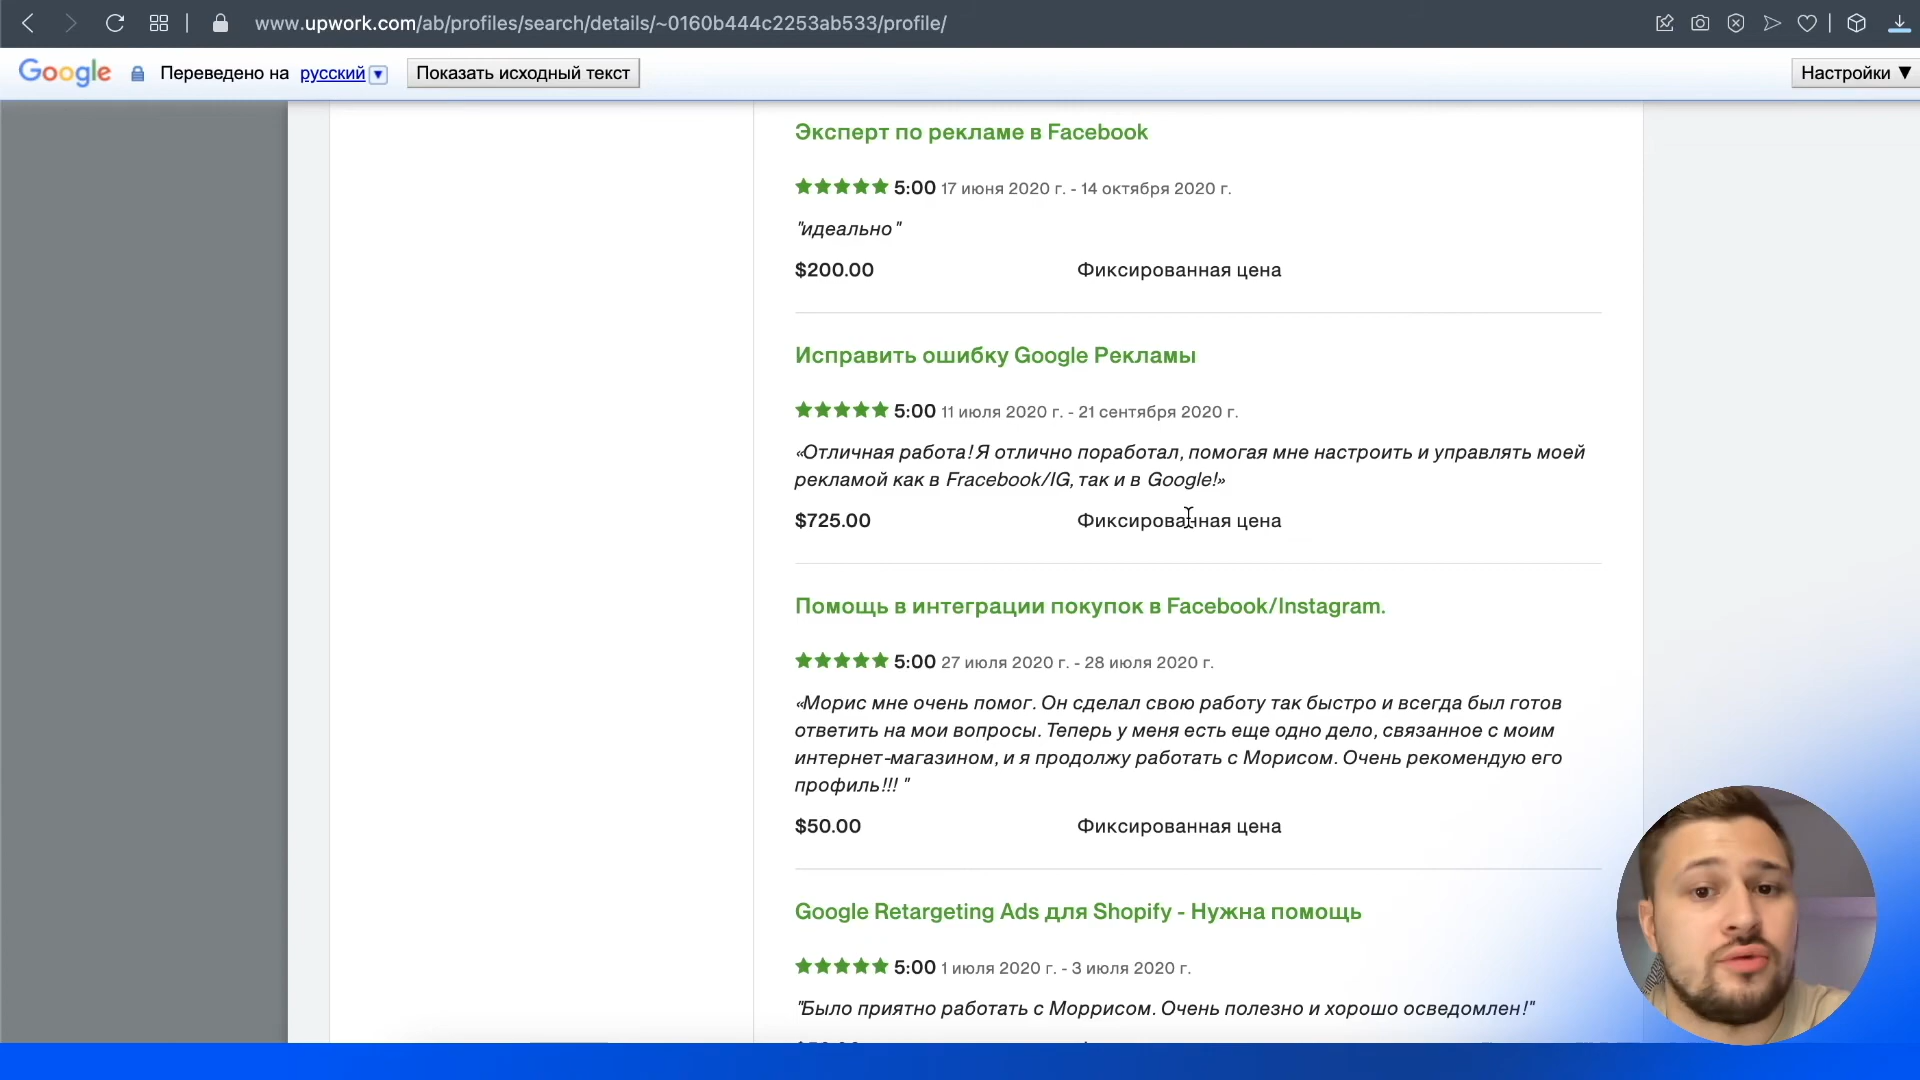 www.upwork.com/ab/profiles/search/details/~0160b444c2253ab533/profile/
Google Переведено на русский Показать исходный текст Настройки ▼
Эксперт по рекламе в Facebook
5:00 17 июня 2020 г. - 14 октября 2020 г.
"идеально"
$200.00 Фиксированная цена
Исправить ошибку Google Рекламы
5:00 11 июля 2020 г. - 21 сентября 2020 г.
«Отличная работа! Я отлично поработал, помогая мне настроить и управлять моей
рекламой как в Fracebook/IG, так и в Google!»
$725.00 Фиксированная цена
Помощь в интеграции покупок в Facebook/Instagram.
5:00 27 июля 2020 г. - 28 июля 2020 г.
«Морис мне очень помог. Он сделал свою работу так быстро и всегда был готов
ответить на мои вопросы. Теперь у меня есть еще одно дело, связанное с моим
интернет-магазином, и я продолжу работать с Морисом. Очень рекомендую его
профиль!!! "
$50.00 Фиксированная цена
Google Retargeting Ads для Shopify - Нужна помощь
5:00 1 июля 2020 г. - 3 июля 2020 г.
"Было приятно работать с Моррисом. Очень полезно и хорошо осведомлен!"